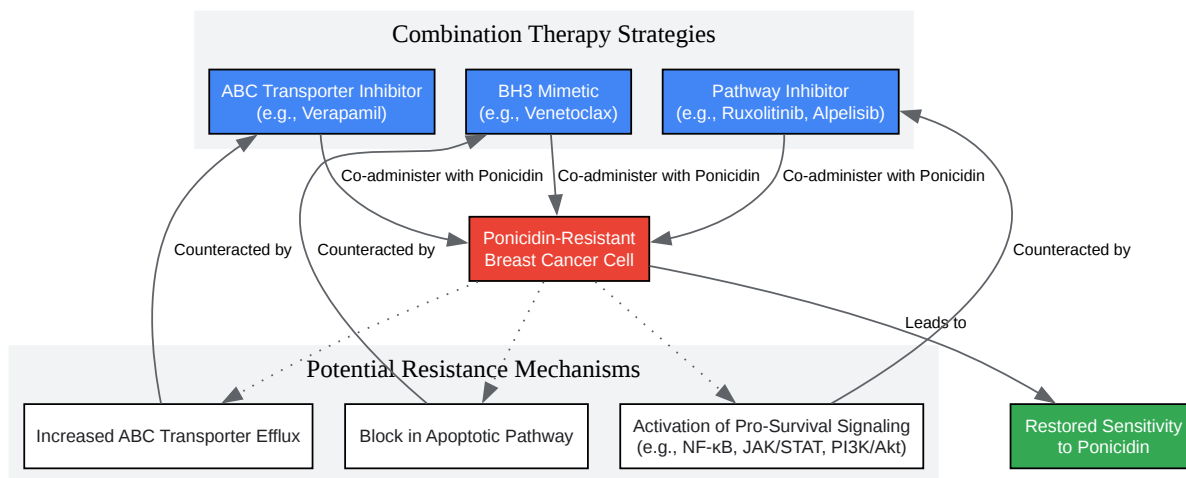 Combination Therapy Strategies
ABC Transporter Inhibitor
(e.g., Verapamil)
BH3 Mimetic
(e.g., Venetoclax)
Pathway Inhibitor
(e.g., Ruxolitinib, Alpelisib)
Co-administer with Ponicidin
Co-administer with Ponicidin
Co-administer with Ponicidin
Counteracted by
Counteracted by
Ponicidin-Resistant
Breast Cancer Cell
Counteracted by
Leads to
Potential Resistance Mechanisms
Increased ABC Transporter Efflux
Block in Apoptotic Pathway
Activation of Pro-Survival Signaling
(e.g., NF-κB, JAK/STAT, PI3K/Akt)
Restored Sensitivity
to Ponicidin